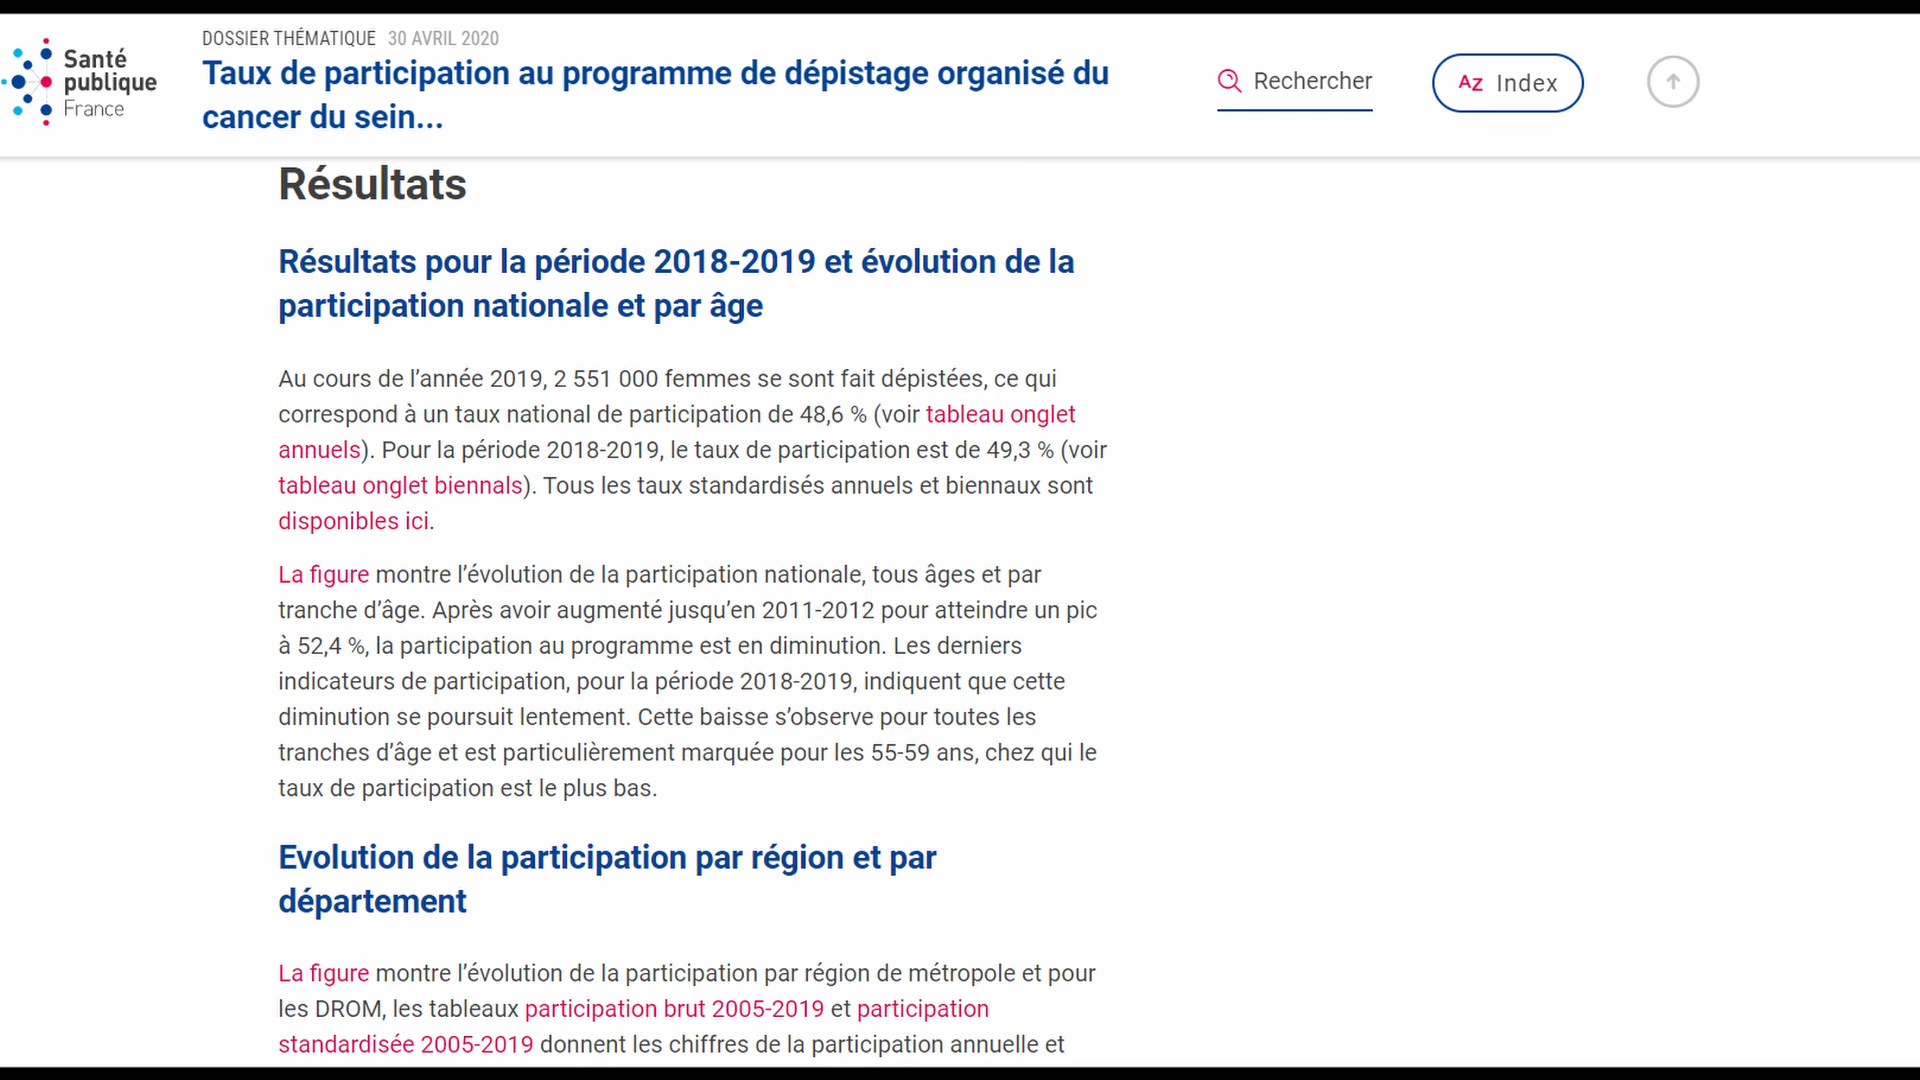 Santé
publique
France
DOSSIER THÉMATIQUE 30 AVRIL 2020
Taux de participation au programme de dépistage organisé du
cancer du sein...
Rechercher
AZ Index
Résultats
Résultats pour la période 2018-2019 et évolution de la
participation nationale et par âge
Au cours de l’année 2019, 2 551 000 femmes se sont fait dépistées, ce qui
correspond à un taux national de participation de 48,6 % (voir tableau onglet
annuels). Pour la période 2018-2019, le taux de participation est de 49,3 % (voir
tableau onglet biennals). Tous les taux standardisés annuels et biennaux sont
disponibles ici.
La figure montre l’évolution de la participation nationale, tous âges et par
tranche d’âge. Après avoir augmenté jusqu’en 2011-2012 pour atteindre un pic
à 52,4 %, la participation au programme est en diminution. Les derniers
indicateurs de participation, pour la période 2018-2019, indiquent que cette
diminution se poursuit lentement. Cette baisse s’observe pour toutes les
tranches d’âge et est particulièrement marquée pour les 55-59 ans, chez qui le
taux de participation est le plus bas.
Evolution de la participation par région et par
département
La figure montre l’évolution de la participation par région de métropole et pour
les DROM, les tableaux participation brut 2005-2019 et participation
standardisée 2005-2019 donnent les chiffres de la participation annuelle et